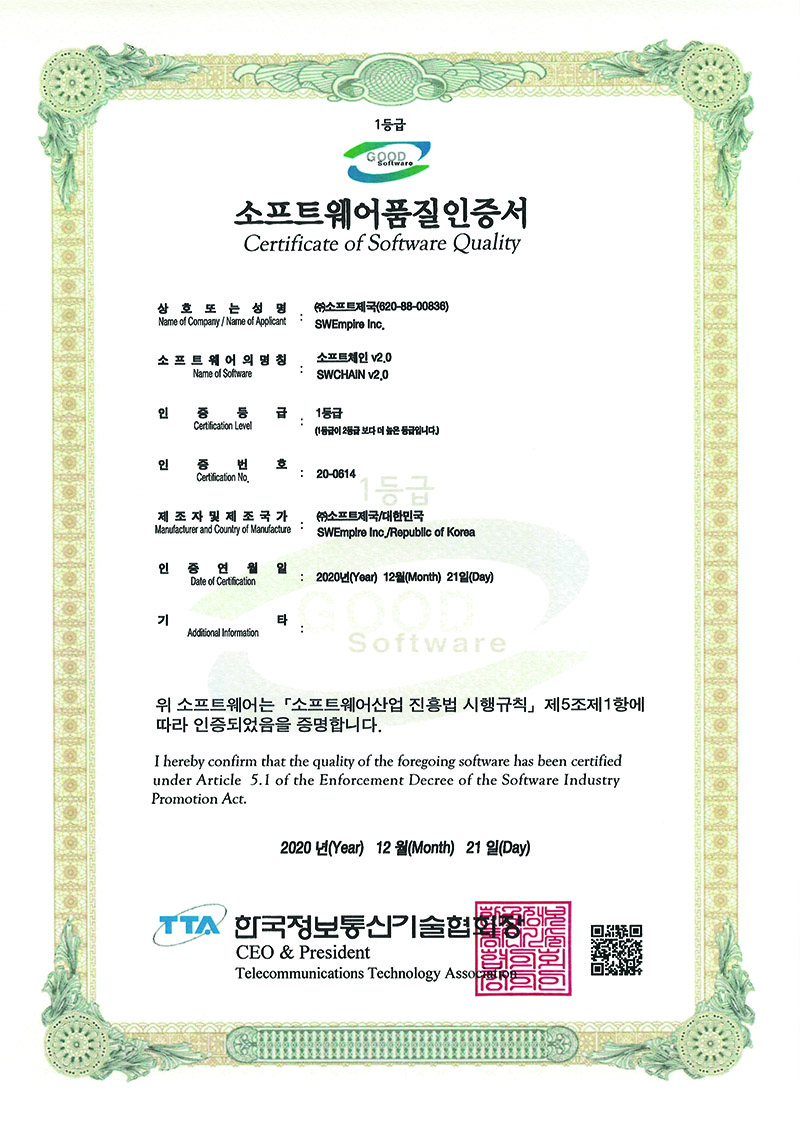 1등급
GOOD
Software
소프트웨어품질인증서
Certificate of Software Quality
상 호 또 는 성 명 : ㈜소프트제국(620-88-00836)
Name of Company / Name of Applicant SWEmpire Inc.
소 프 트 웨 어 의 명 칭 : 소프트체인 v2.0
Name of Software SWCHAIN v2.0
인 증 등 급 : 1등급
Certification Level (1등급이 2등급 보다 더 높은 등급입니다.)
인 증 번 호 : 20-0614
Certification No.
1등급
제 조 자 및 제 조 국 가 : ㈜소프트제국/대한민국
Manufacturer and Country of Manufacture SWEmpire Inc./Republic of Korea
인 증 연 월 일 : 2020년(Year) 12월(Month) 21일(Day)
Date of Certification
기 타 :
Additional Information
GOOD
Software
위 소프트웨어는 「소프트웨어산업 진흥법 시행규칙」 제5조제1항에
따라 인증되었음을 증명합니다.
I hereby confirm that the quality of the foregoing software has been certified
under Article 5.1 of the Enforcement Decree of the Software Industry
Promotion Act.
2020 년(Year) 12 월(Month) 21 일(Day)
TTA 한국정보통신기술협회장
CEO & President
Telecommunications Technology Association